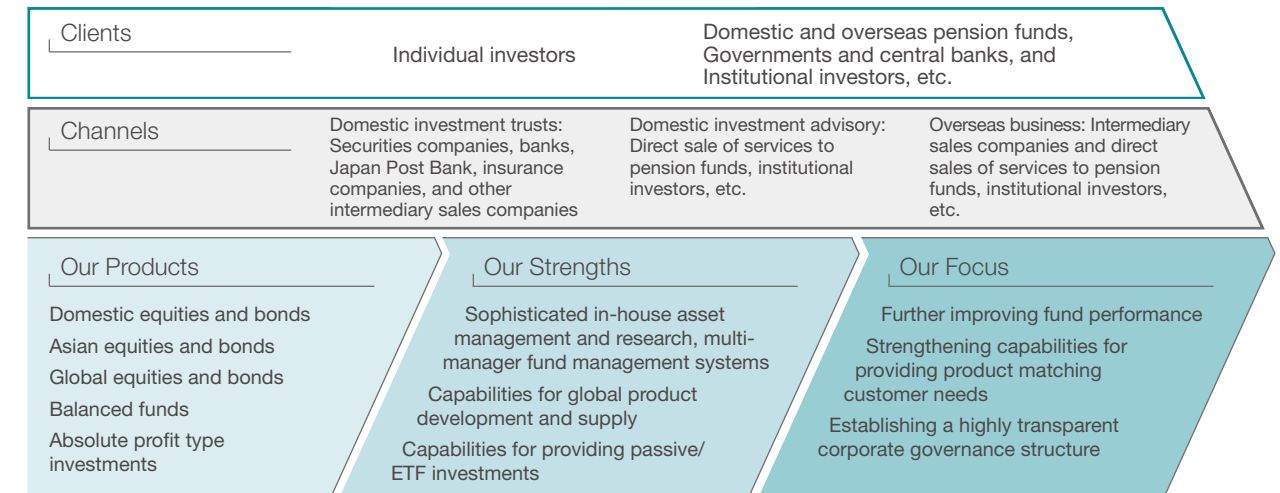 Clients
Individual investors
Domestic and overseas pension funds,
Governments and central banks, and
Institutional investors, etc.
Channels
Domestic investment trusts:
Securities companies, banks,
Japan Post Bank, insurance
companies, and other
intermediary sales companies
Domestic investment advisory:
Direct sale of services to
pension funds, institutional
investors, etc.
Overseas business: Intermediary
sales companies and direct
sales of services to pension
funds, institutional investors,
etc.
Our Products
Domestic equities and bonds
Asian equities and bonds
Global equities and bonds
Balanced funds
Absolute profit type
investments
Our Strengths
Sophisticated in-house asset
management and research, multi-
manager fund management systems
Capabilities for global product
development and supply
Capabilities for providing passive/
ETF investments
Our Focus
Further improving fund performance
Strengthening capabilities for
providing product matching
customer needs
Establishing a highly transparent
corporate governance structure